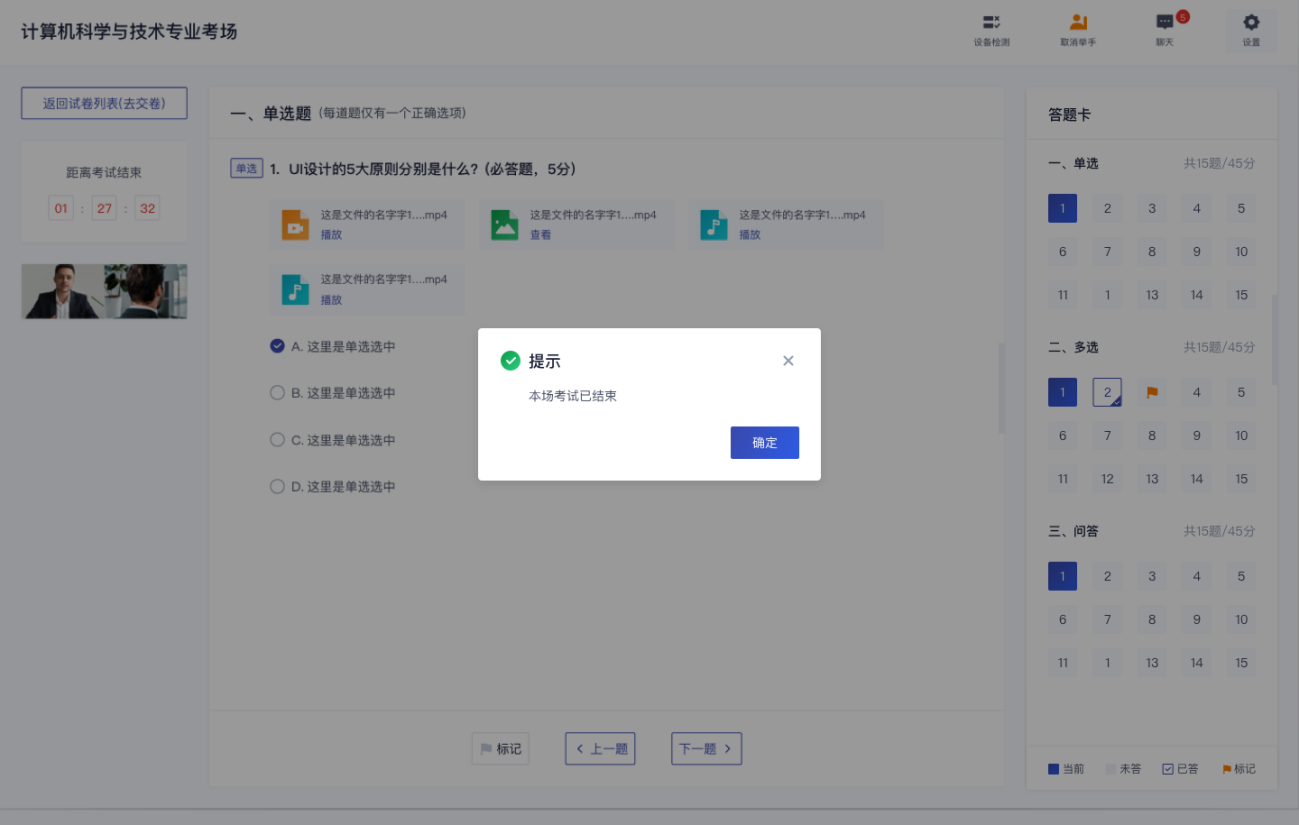 计算机科学与技术专业考场
设备检测
取消举手
聊天
5
设置
返回试卷列表(去交卷)
距离考试结束
01 : 27 : 32
一、单选题 (每道题仅有一个正确选项)
单选 1. UI设计的5大原则分别是什么? (必答题, 5分)
这是文件的名字字1....mp4
播放
这是文件的名字字1....mp4
查看
这是文件的名字字1....mp4
播放
这是文件的名字字1....mp4
播放
A. 这里是单选选中
B. 这里是单选选中
C. 这里是单选选中
D. 这里是单选选中
提示
本场考试已结束
确定
标记
上一题
下一题
答题卡
一、单选 共15题/45分
1 2 3 4 5
6 7 8 9 10
11 1 13 14 15
二、多选 共15题/45分
1 2 4 5
6 7 8 9 10
11 12 13 14 15
三、问答 共15题/45分
1 2 3 4 5
6 7 8 9 10
11 1 13 14 15
当前 未答 已答 标记